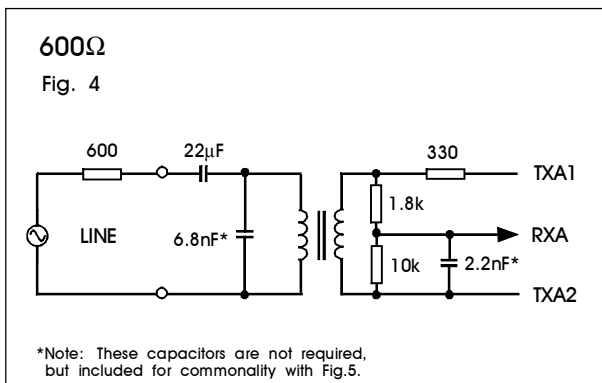 600Ω
Fig. 4
600
22µF
330
TXA1
1.8k
LINE
6.8nF*
RXA
10k
2.2nF*
TXA2
*Note: These capacitors are not required,
but included for commonality with Fig.5.